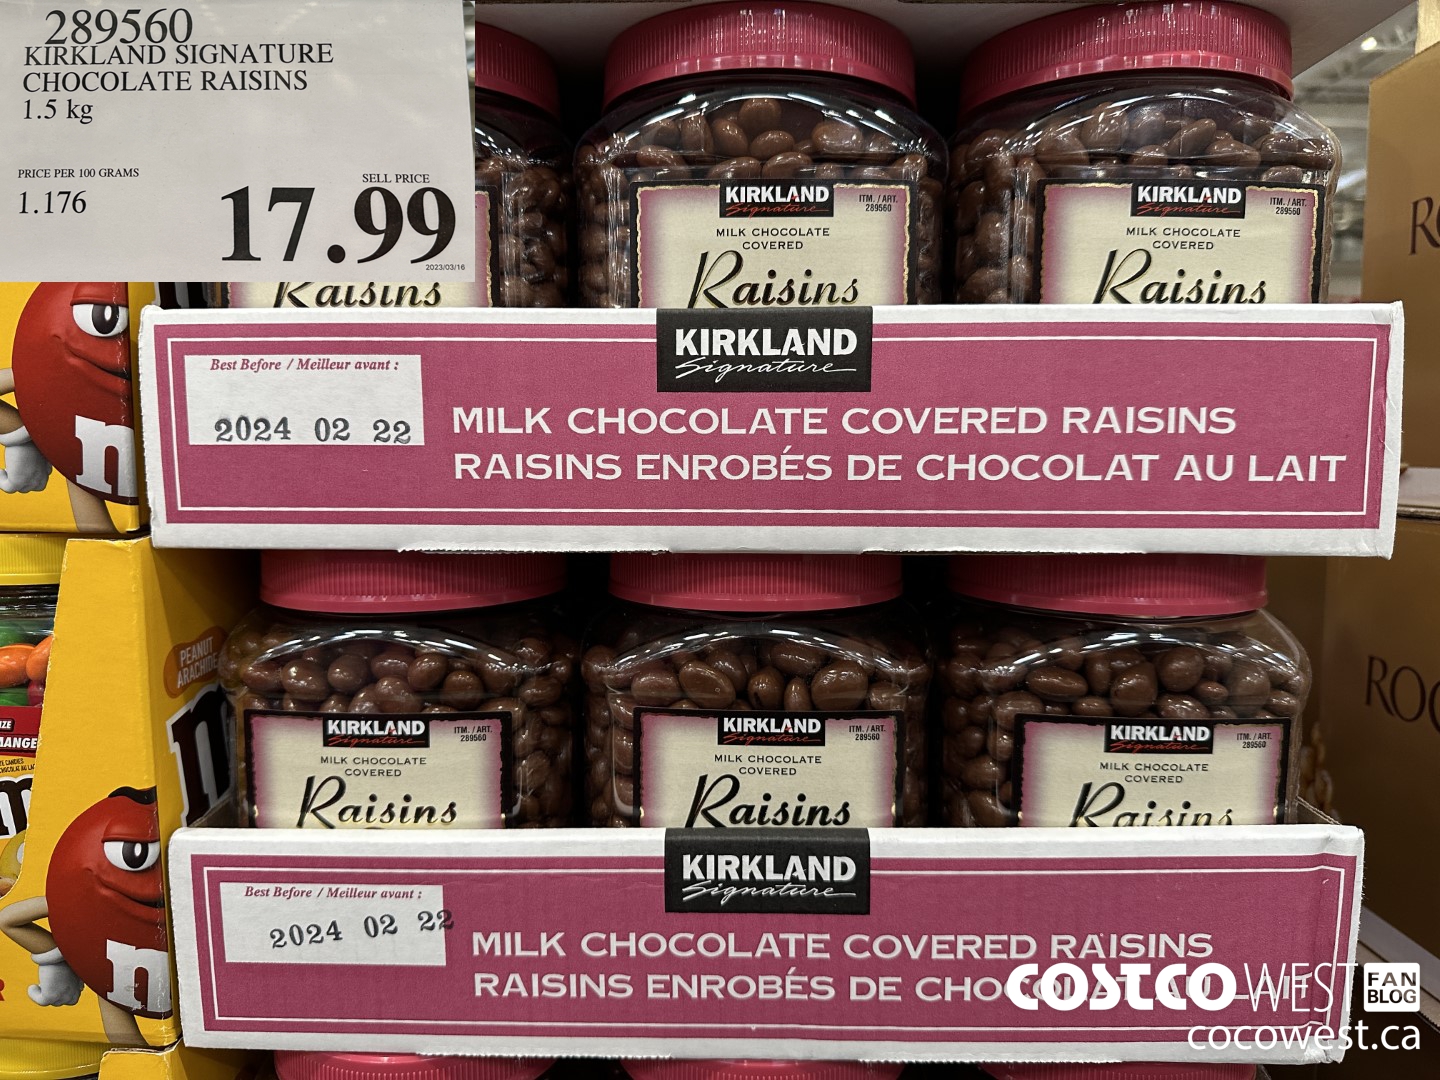 289560
KIRKLAND SIGNATURE
CHOCOLATE RAISINS
1.5 kg
PRICE PER 100 GRAMS
1.176
SELL PRICE
17.99
2023/03/16
Raisins
KIRKLAND
Signature
ITM. / ART.
289560
MILK CHOCOLATE
COVERED
Raisins
KIRKLAND
Signature
ITM. / ART.
289560
MILK CHOCOLATE
COVERED
Raisins
KIRKLAND
Signature
Best Before / Meilleur avant :
2024 02 22
MILK CHOCOLATE COVERED RAISINS
RAISINS ENROBÉS DE CHOCOLAT AU LAIT
m
PEANUT
ARACHIDE
m
KIRKLAND
Signature
ITM. / ART.
289560
MILK CHOCOLATE
COVERED
Raisins
KIRKLAND
Signature
ITM. / ART.
289560
MILK CHOCOLATE
COVERED
Raisins
KIRKLAND
Signature
ITM. / ART.
289560
MILK CHOCOLATE
COVERED
Raisins
KIRKLAND
Signature
Best Before / Meilleur avant :
2024 02 22
MILK CHOCOLATE COVERED RAISINS
RAISINS ENROBÉS DE CHOCOLAT AU LAIT
m
COSTCO WEST
FAN
BLOG
cocowest.ca